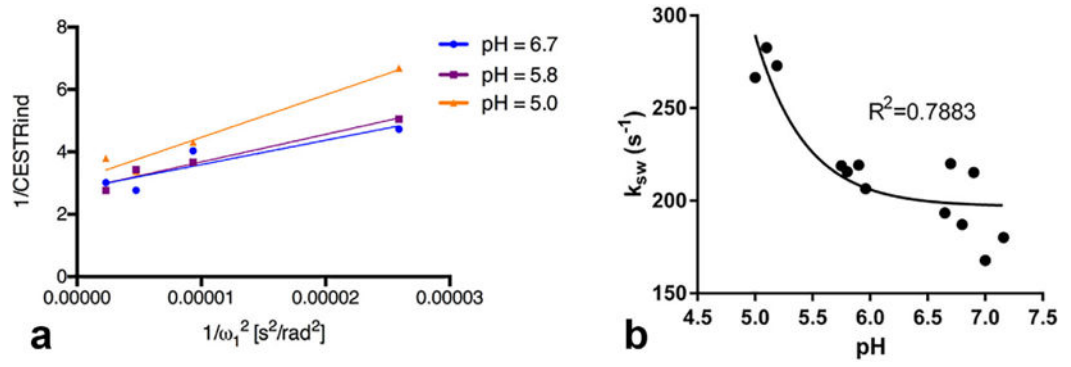 8
6
4
2
0
0.00000
0.00001
0.00002
0.00003
1/CESTRind
1/ω₁² [s²/rad²]
pH = 6.7
pH = 5.8
pH = 5.0
a
300
250
200
150
4.5
5.0
5.5
6.0
6.5
7.0
7.5
k_sw (s⁻¹)
pH
R²=0.7883
b